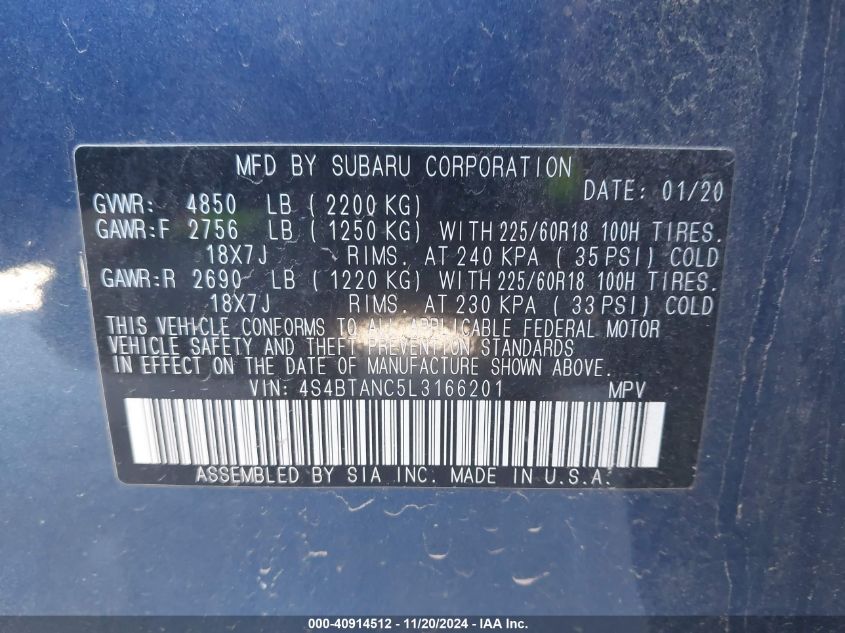 MFD BY SUBARU CORPORATION
DATE: 01/20
GVWR: 4850 LB ( 2200 KG)
GAWR:F 2756 LB ( 1250 KG) WITH 225/60R18 100H TIRES.
18X7J RIMS. AT 240 KPA ( 35 PSI) COLD
GAWR:R 2690 LB ( 1220 KG) WITH 225/60R18 100H TIRES.
18X7J RIMS. AT 230 KPA ( 33 PSI) COLD
THIS VEHICLE CONFORMS TO ALL APPLICABLE FEDERAL MOTOR
VEHICLE SAFETY AND THEFT PREVENTION STANDARDS
IN EFFECT ON THE DATE OF MANUFACTURE SHOWN ABOVE.
VIN: 4S4BTANC5L3166201 MPV
ASSEMBLED BY SIA INC. MADE IN U.S.A.
000-40914512 - 11/20/2024 - IAA Inc.